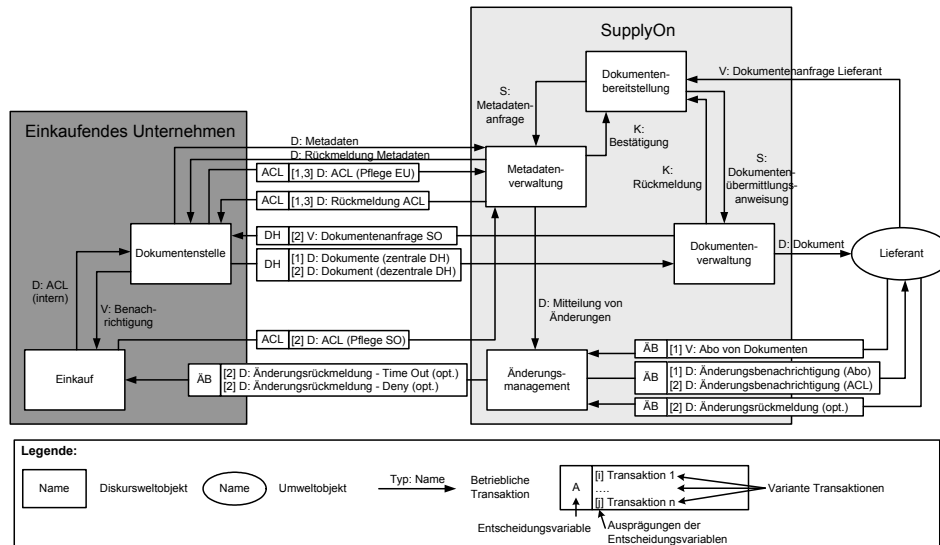 SupplyOn
V: Dokumentenanfrage Lieferant
Dokumenten-
bereitstellung
S:
Metadaten-
anfrage
K:
Bestätigung
Einkaufendes Unternehmen
D: Metadaten
D: Rückmeldung Metadaten
ACL [1,3] D: ACL (Pflege EU)
Metadaten-
verwaltung
K:
Rückmeldung
S:
Dokumenten-
übermittlungs-
anweisung
ACL [1,3] D: Rückmeldung ACL
Dokumentenstelle
DH [2] V: Dokumentenanfrage SO
DH [1] D: Dokumente (zentrale DH)
[2] D: Dokument (dezentrale DH)
Dokumenten-
verwaltung
D: Dokument
Lieferant
D: ACL
(intern)
V: Benach-
richtigung
D: Mitteilung von
Änderungen
ACL [2] D: ACL (Pflege SO)
Einkauf
ÄB [2] D: Änderungsrückmeldung - Time Out (opt.)
[2] D: Änderungsrückmeldung - Deny (opt.)
Änderungs-
management
ÄB [1] V: Abo von Dokumenten
ÄB [1] D: Änderungsbenachrichtigung (Abo)
[2] D: Änderungsbenachrichtigung (ACL)
ÄB [2] D: Änderungsrückmeldung (opt.)
Legende:
Name
Diskursweltobjekt
Name
Umweltobjekt
Typ: Name
Betriebliche
Transaktion
A
[i] Transaktion 1
....
[j] Transaktion n
Variante Transaktionen
Entscheidungsvariable
Ausprägungen der
Entscheidungsvariablen